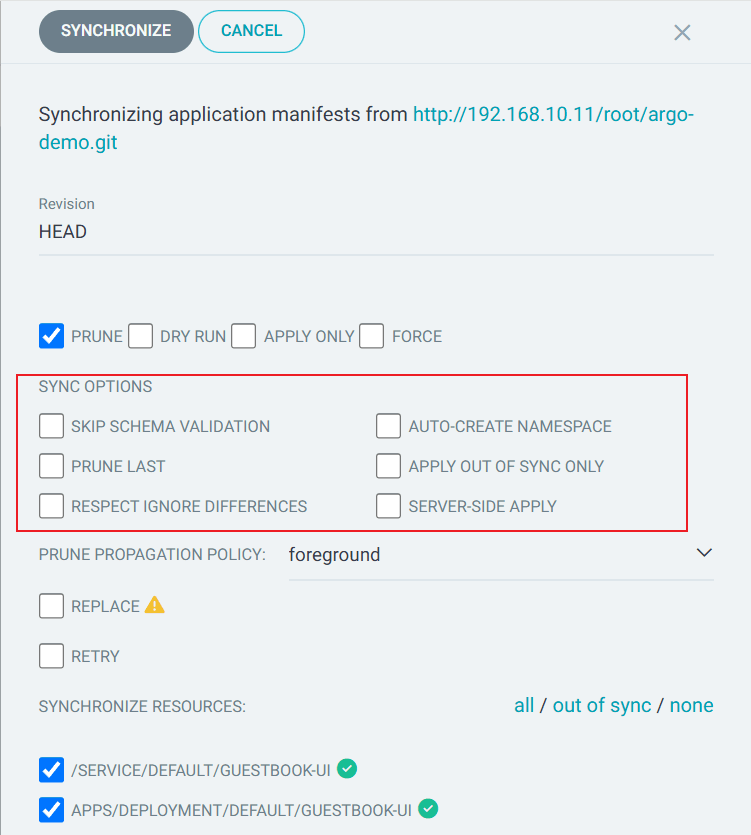 SYNCHRONIZE CANCEL
Synchronizing application manifests from http://192.168.10.11/root/argo-
demo.git
Revision
HEAD
PRUNE DRY RUN APPLY ONLY FORCE
SYNC OPTIONS
SKIP SCHEMA VALIDATION AUTO-CREATE NAMESPACE
PRUNE LAST APPLY OUT OF SYNC ONLY
RESPECT IGNORE DIFFERENCES SERVER-SIDE APPLY
PRUNE PROPAGATION POLICY: foreground
REPLACE
RETRY
SYNCHRONIZE RESOURCES: all / out of sync / none
/SERVICE/DEFAULT/GUESTBOOK-UI
APPS/DEPLOYMENT/DEFAULT/GUESTBOOK-UI